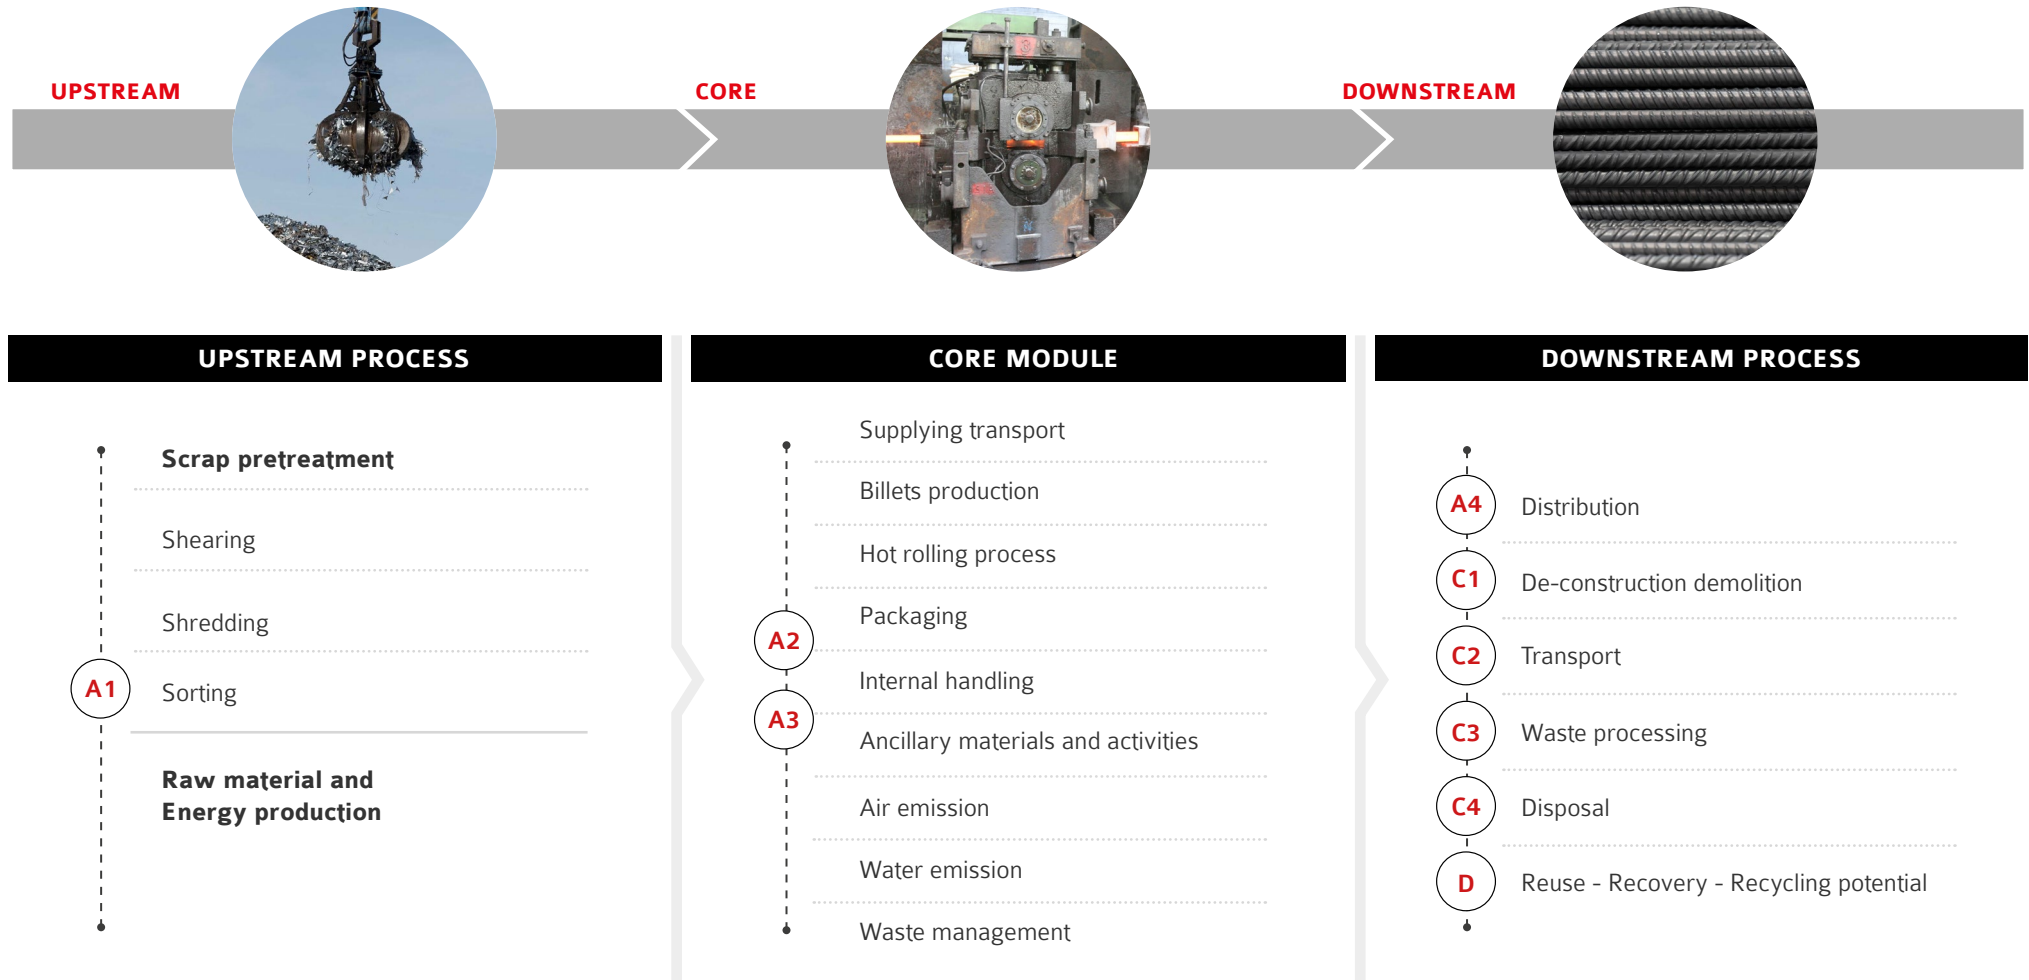 UPSTREAM
CORE
DOWNSTREAM
UPSTREAM PROCESS
Scrap pretreatment
Shearing
Shredding
A1
Sorting
Raw material and
Energy production
CORE MODULE
Supplying transport
Billets production
Hot rolling process
Packaging
A2
Internal handling
A3
Ancillary materials and activities
Air emission
Water emission
Waste management
DOWNSTREAM PROCESS
A4 Distribution
C1 De-construction demolition
C2 Transport
C3 Waste processing
C4 Disposal
D Reuse - Recovery - Recycling potential